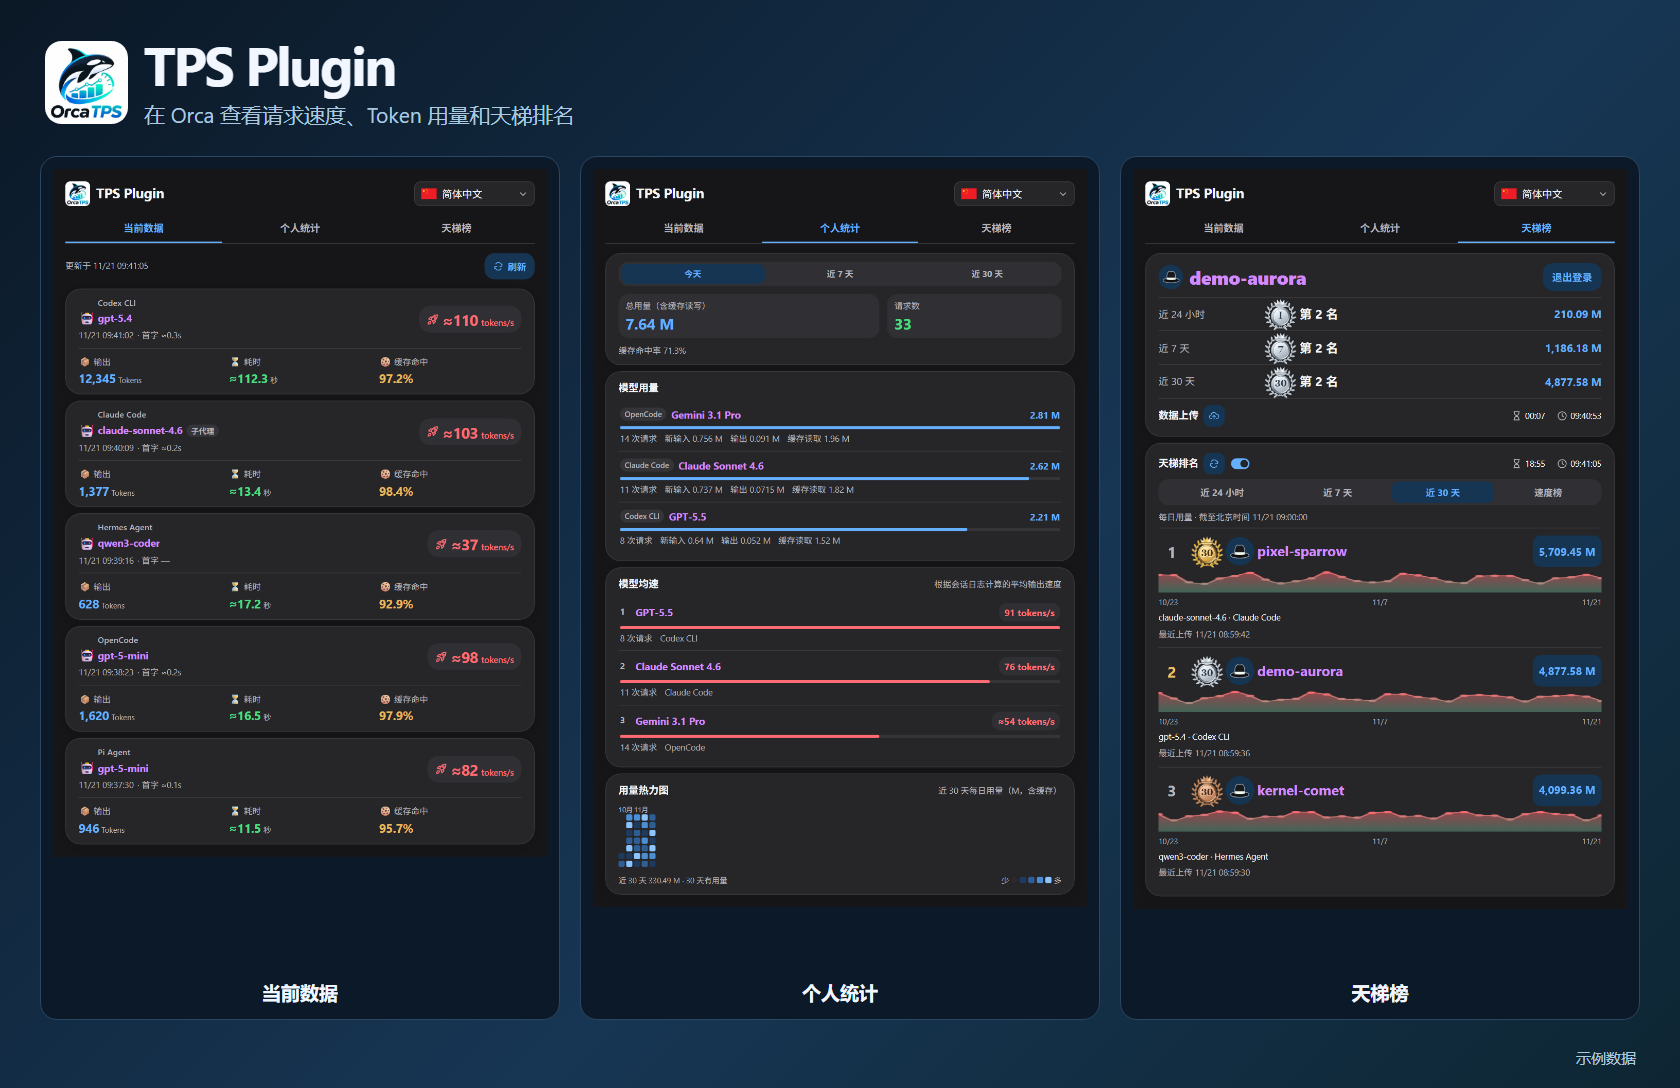 TPS Plugin
OrcaTPS
在 Orca 查看请求速度、Token 用量和天梯排名
TPS Plugin
简体中文
当前数据 个人统计 天梯榜
更新于 11/21 09:41:05 刷新
Codex CLI
gpt-5.4 ≈110 tokens/s
11/21 09:41:02 · 首字 ≈0.3s
输出 耗时 缓存命中
12,345 Tokens ≈112.3 秒 97.2%
Claude Code
claude-sonnet-4.6 子代理 ≈103 tokens/s
11/21 09:40:09 · 首字 ≈0.2s
输出 耗时 缓存命中
1,377 Tokens ≈13.4 秒 98.4%
Hermes Agent
qwen3-coder ≈37 tokens/s
11/21 09:39:16 · 首字 —
输出 耗时 缓存命中
628 Tokens ≈17.2 秒 92.9%
OpenCode
gpt-5-mini ≈98 tokens/s
11/21 09:38:23 · 首字 ≈0.2s
输出 耗时 缓存命中
1,620 Tokens ≈16.5 秒 97.9%
Pi Agent
gpt-5-mini ≈82 tokens/s
11/21 09:37:30 · 首字 ≈0.1s
输出 耗时 缓存命中
946 Tokens ≈11.5 秒 95.7%
当前数据
TPS Plugin
简体中文
当前数据 个人统计 天梯榜
今天 近 7 天 近 30 天
总用量（含缓存读写） 请求数
7.64 M 33
缓存命中率 71.3%
模型用量
OpenCode Gemini 3.1 Pro 2.81 M
14 次请求 新输入 0.756 M 输出 0.091 M 缓存读取 1.96 M
Claude Code Claude Sonnet 4.6 2.62 M
11 次请求 新输入 0.737 M 输出 0.0715 M 缓存读取 1.82 M
Codex CLI GPT-5.5 2.21 M
8 次请求 新输入 0.64 M 输出 0.052 M 缓存读取 1.52 M
模型均速 根据会话日志计算的平均输出速度
1 GPT-5.5 91 tokens/s
8 次请求 Codex CLI
2 Claude Sonnet 4.6 76 tokens/s
11 次请求 Claude Code
3 Gemini 3.1 Pro ≈54 tokens/s
14 次请求 OpenCode
用量热力图 近 30 天每日用量（M，含缓存）
10月 11月
近 30 天 330.49 M · 30 天有用量 少 多
个人统计
TPS Plugin
简体中文
当前数据 个人统计 天梯榜
demo-aurora 退出登录
近 24 小时 1 第 2 名 210.09 M
近 7 天 7 第 2 名 1,186.18 M
近 30 天 30 第 2 名 4,877.58 M
数据上传 00:07 09:40:53
天梯排名 18:55 09:41:05
近 24 小时 近 7 天 近 30 天 速度榜
每日用量 · 截至北京时间 11/21 09:00:00
1 30 pixel-sparrow 5,709.45 M
10/23 11/7 11/21
claude-sonnet-4.6 · Claude Code
最近上传 11/21 08:59:42
2 30 demo-aurora 4,877.58 M
10/23 11/7 11/21
gpt-5.4 · Codex CLI
最近上传 11/21 08:59:36
3 30 kernel-comet 4,099.36 M
10/23 11/7 11/21
qwen3-coder · Hermes Agent
最近上传 11/21 08:59:30
天梯榜
示例数据